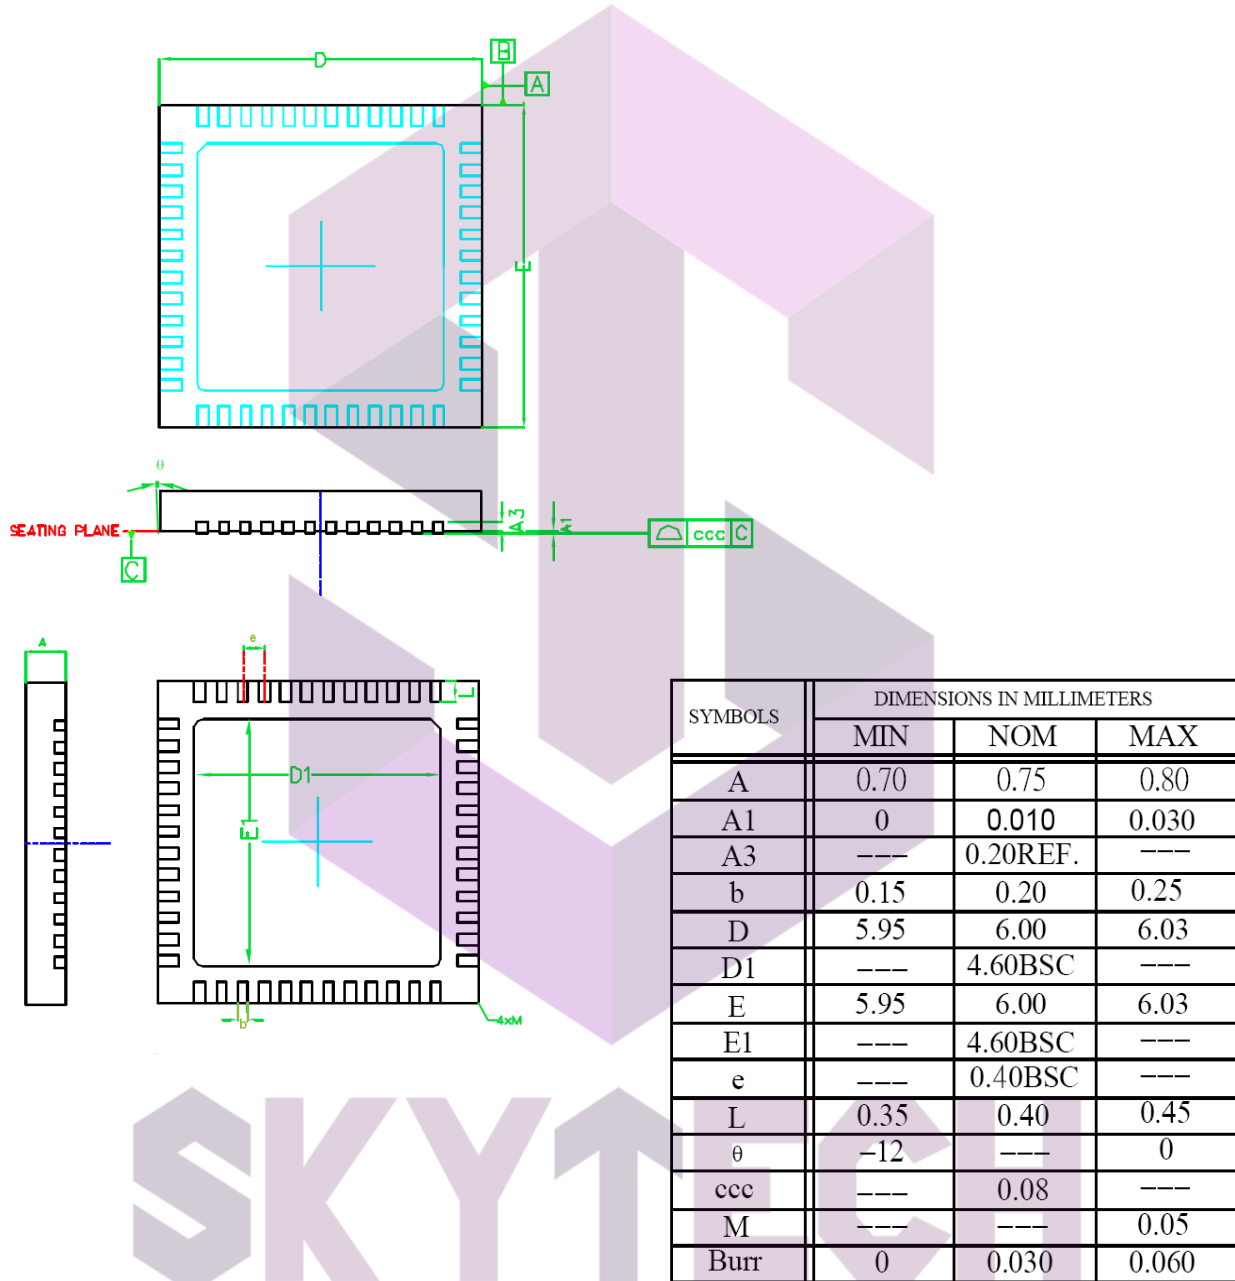 D
B
A
E
θ
SEATING PLANE
C
A3
A1
ccc C
A
e
L
D1
E1
b
4xM
SYMBOLS DIMENSIONS IN MILLIMETERS
MIN NOM MAX
A 0.70 0.75 0.80
A1 0 0.010 0.030
A3 --- 0.20REF. ---
b 0.15 0.20 0.25
D 5.95 6.00 6.03
D1 --- 4.60BSC ---
E 5.95 6.00 6.03
E1 --- 4.60BSC ---
e --- 0.40BSC ---
L 0.35 0.40 0.45
θ -12 --- 0
ccc --- 0.08 ---
M --- --- 0.05
Burr 0 0.030 0.060
SKYTECH